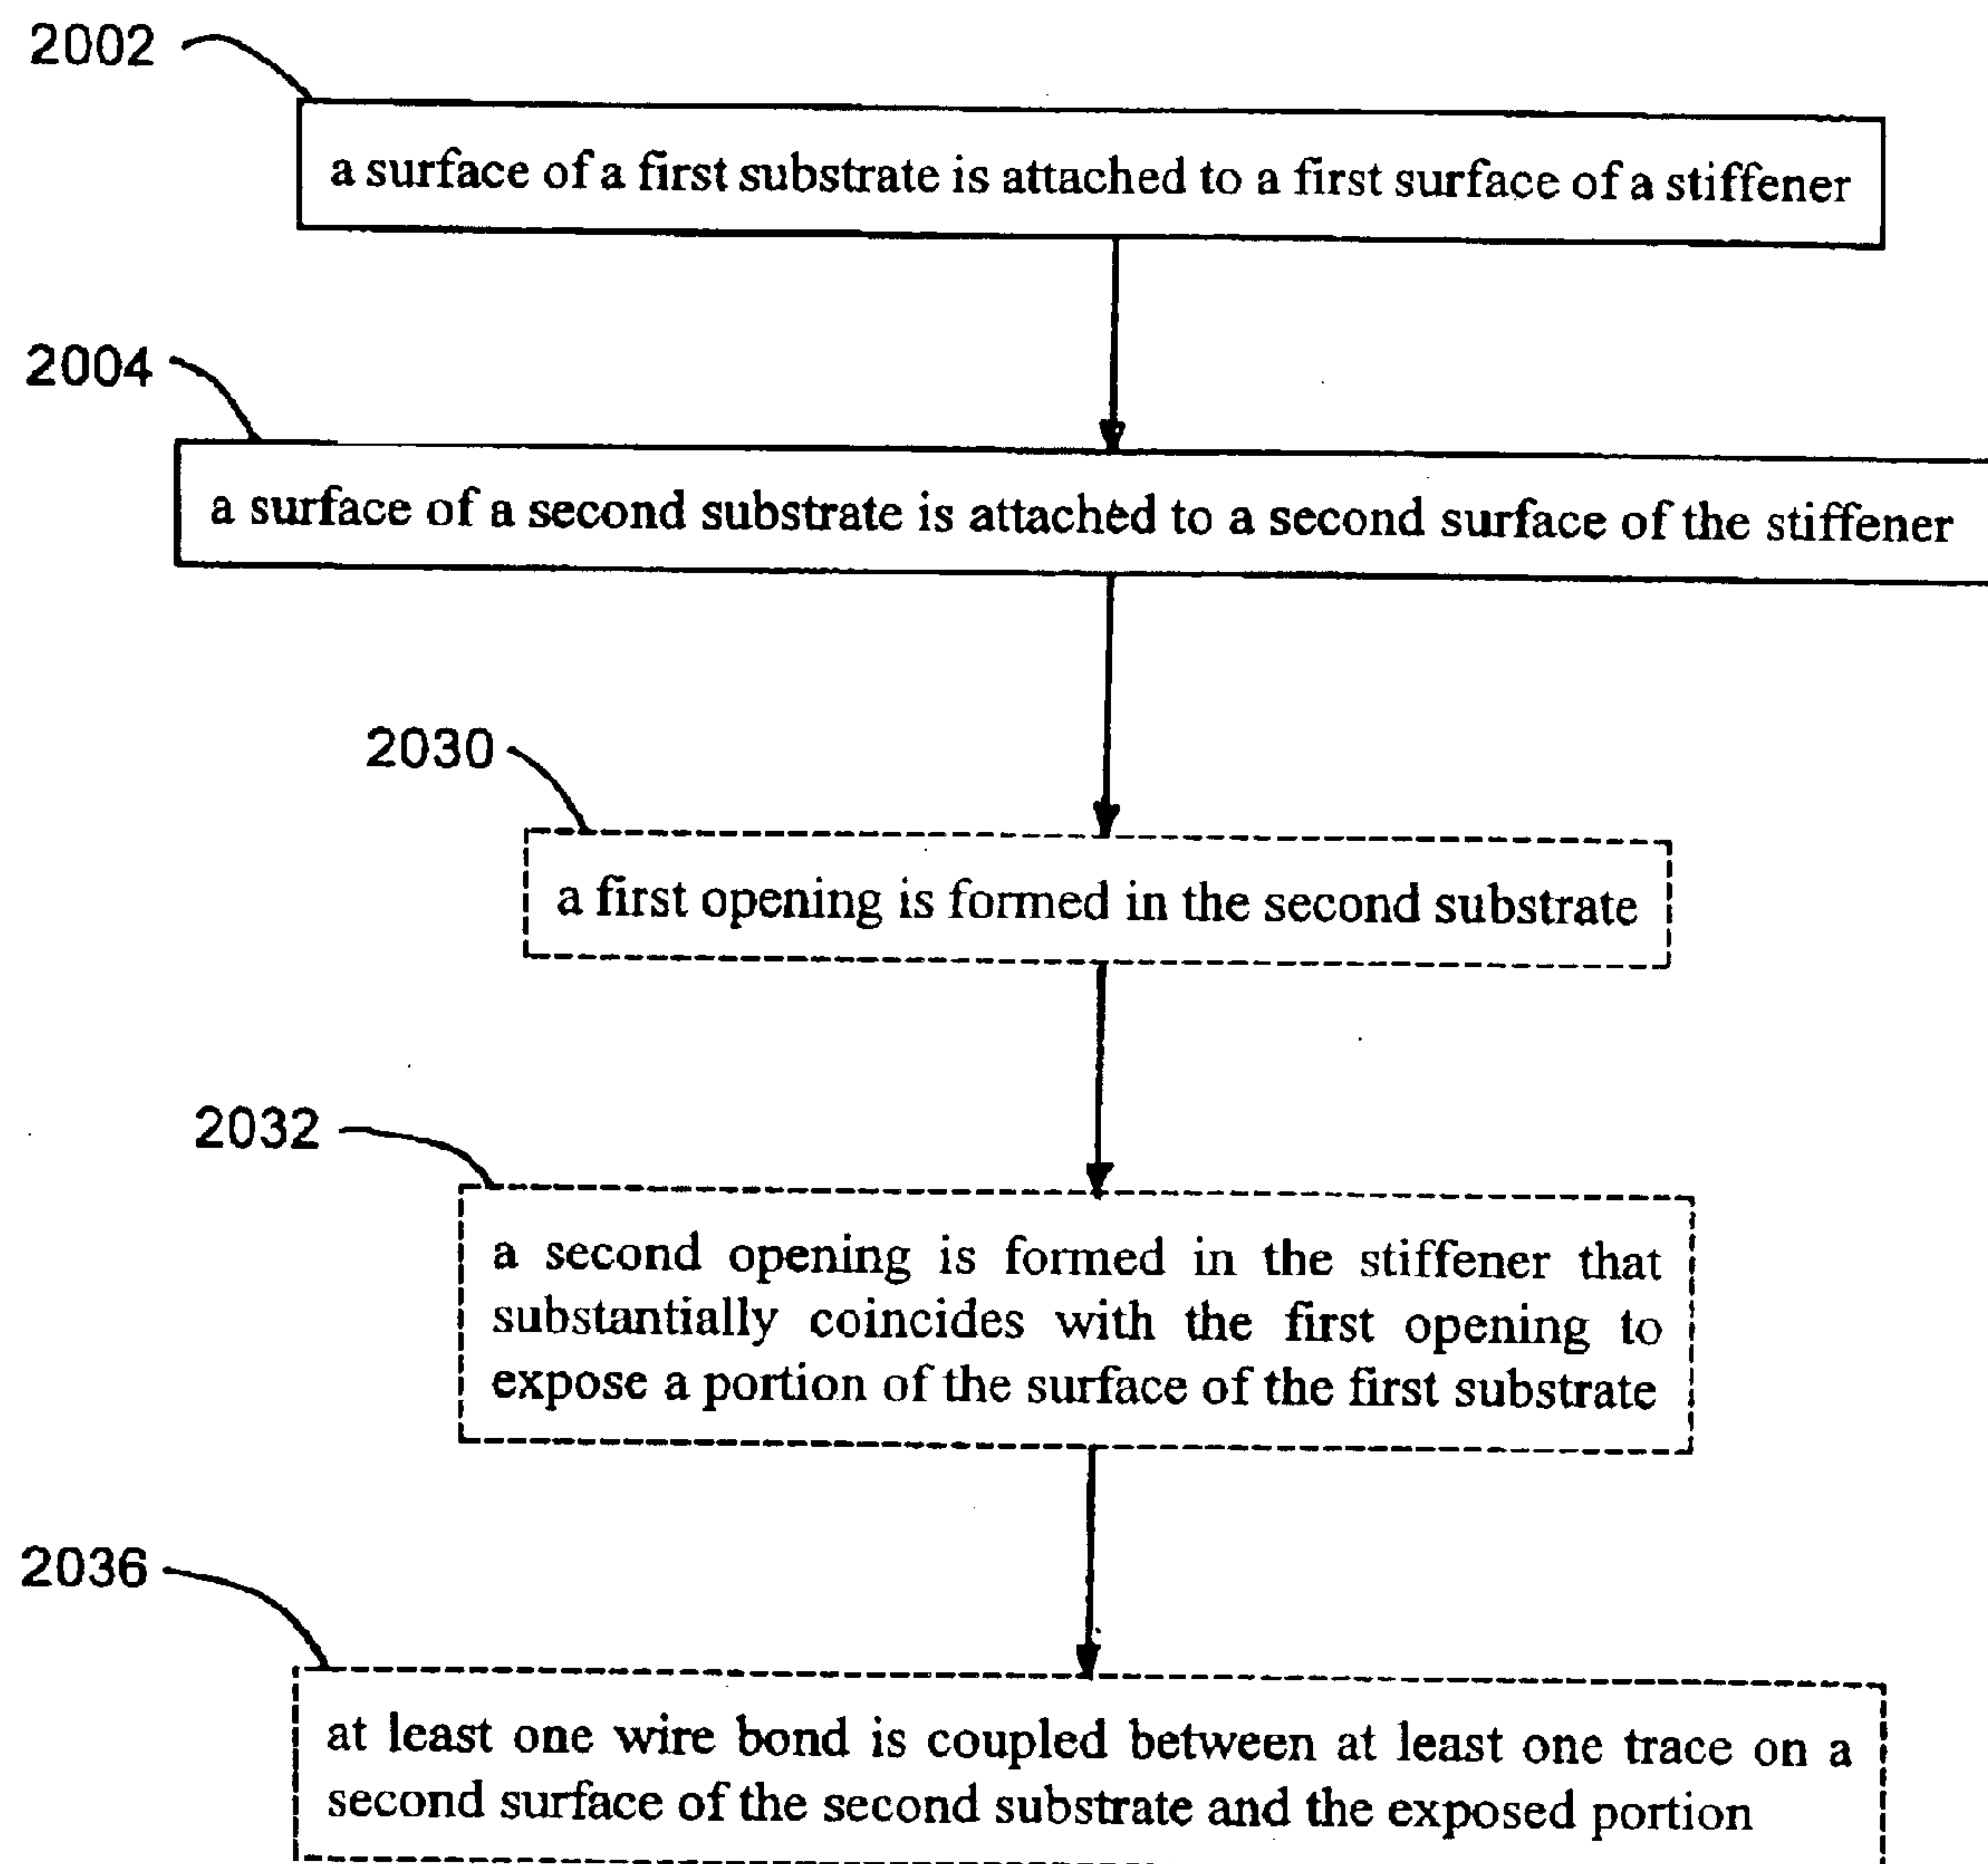 2002
a surface of a first substrate is attached to a first surface of a stiffener
2004
a surface of a second substrate is attached to a second surface of the stiffener
2030
a first opening is formed in the second substrate
2032
a second opening is formed in the stiffener that
substantially coincides with the first opening to
expose a portion of the surface of the first substrate
2036
at least one wire bond is coupled between at least one trace on a
second surface of the second substrate and the exposed portion